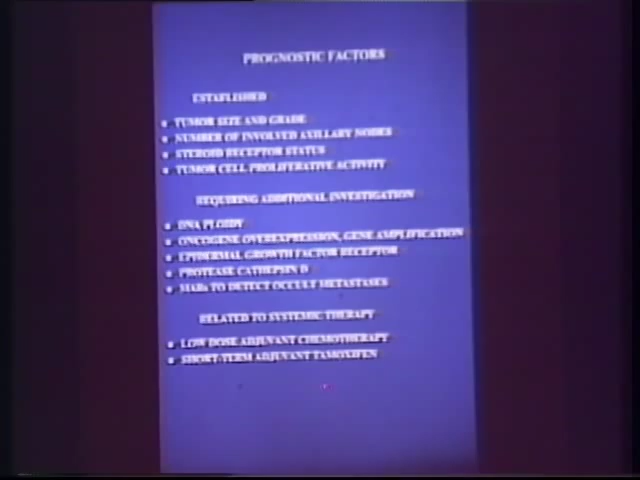 PROGNOSTIC FACTORS
ESTABLISHED
TUMOR SIZE AND GRADE
NUMBER OF INVOLVED AXILLARY NODES
STEROID RECEPTOR STATUS
TUMOR CELL PROLIFERATIVE ACTIVITY
REQUIRING ADDITIONAL INVESTIGATION
DNA PLOIDY
ONCOGENE OVEREXPRESSION, GENE AMPLIFICATION
EPIDERMAL GROWTH FACTOR RECEPTOR
PROTEASE CATHEPSIN D
MABs TO DETECT OCCULT METASTASES
RELATED TO SYSTEMIC THERAPY
LOW DOSE ADJUVANT CHEMOTHERAPY
SHORT-TERM ADJUVANT TAMOXIFEN